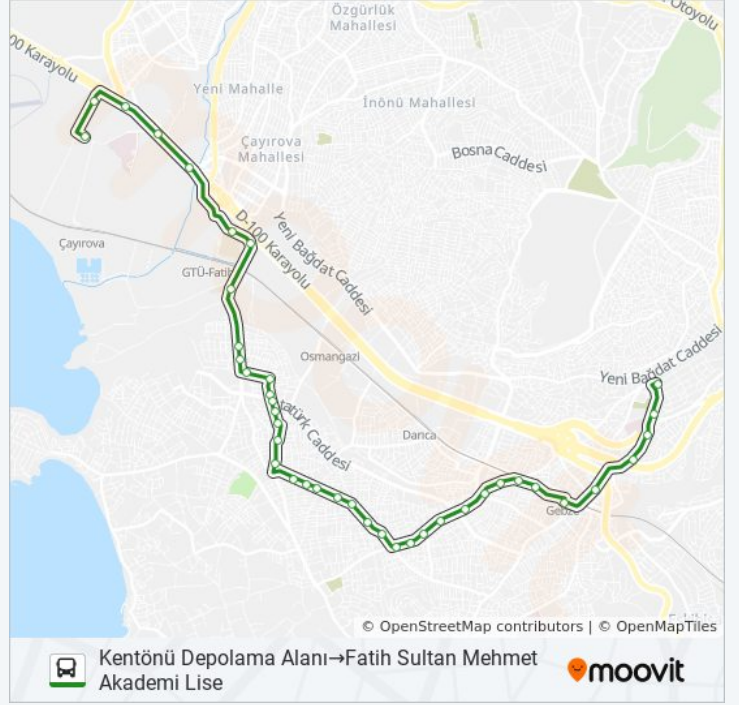 Özgürlük
Mahallesi
Otoyolu
00 Karayolu
Yeni Mahalle
İnönü Mahallesi
Çayırova
Mahallesi
Bosna Caddesi
D-100 Karayolu
Yeni Bağdat Caddesi
Çayırova
GTÜ-Fatih
Osmangazi
Yeni Bağdat Caddesi
tatürk Caddesi
Darıca
Gebze
© OpenStreetMap contributors | © OpenMapTiles
Kentönü Depolama Alanı→Fatih Sultan Mehmet
Akademi Lise
moovit